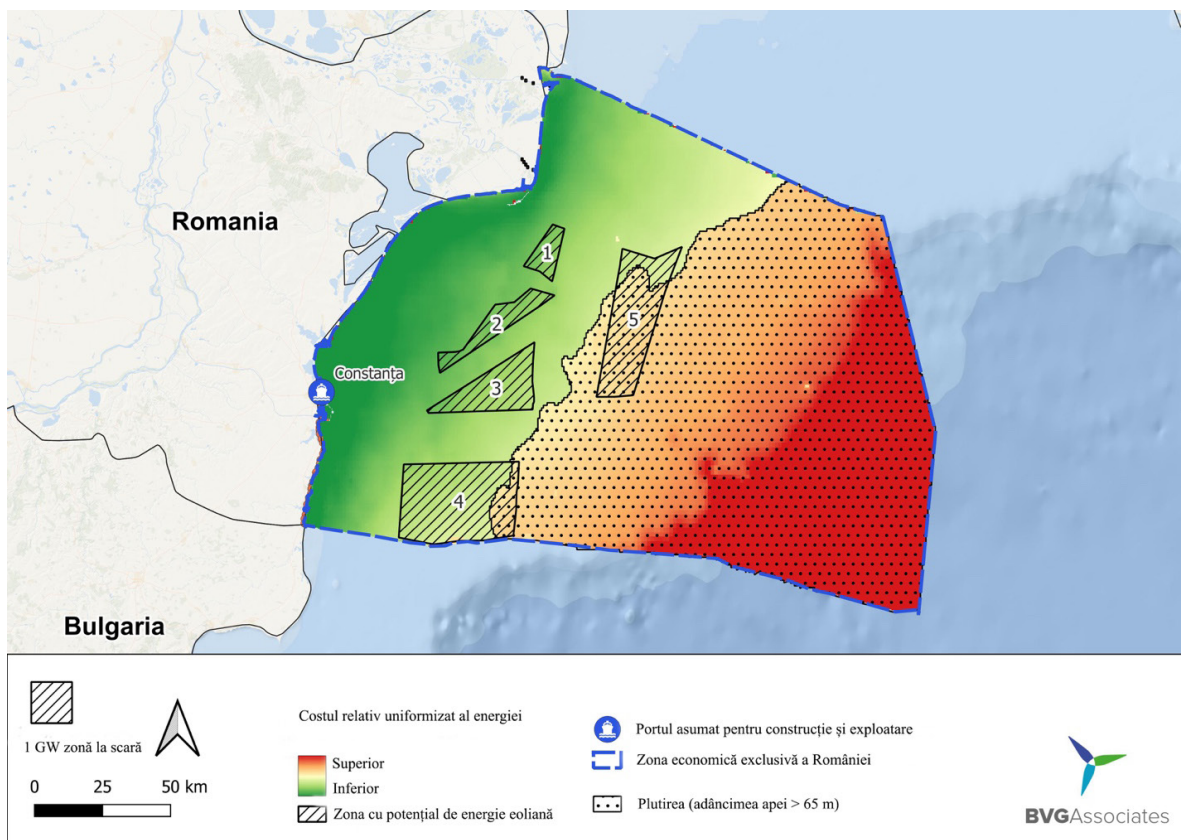 Romania
1
2
5
Constanța
3
4
Bulgaria
1 GW zonă la scară
0 25 50 km
Costul relativ uniformizat al energiei
Superior
Inferior
Zona cu potențial de energie eoliană
Portul asumat pentru construcție și exploatare
Zona economică exclusivă a României
Plutirea (adâncimea apei > 65 m)
BVGAssociates